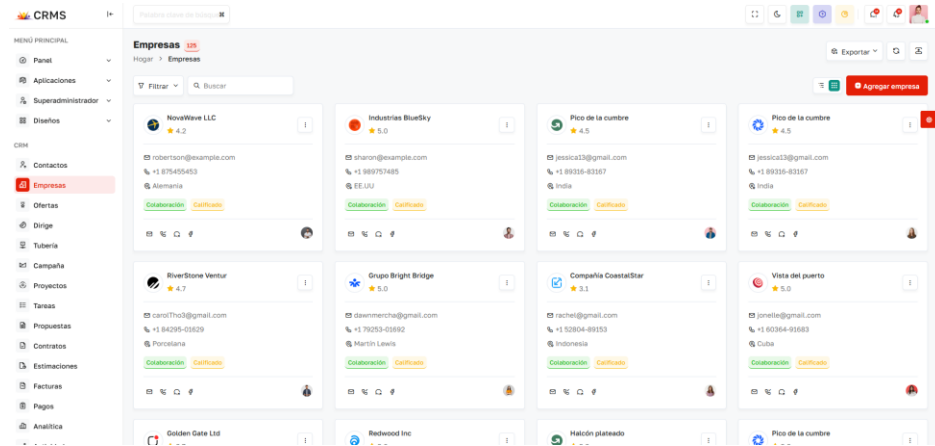 CRMS
Palabra clave de búsqueda
MENÚ PRINCIPAL
Panel
Aplicaciones
Superadministrador
Diseños
CRM
Contactos
Empresas
Ofertas
Dirige
Tubería
Campaña
Proyectos
Tareas
Propuestas
Contratos
Estimaciones
Facturas
Pagos
Analítica
Empresas 125
Hogar > Empresas
Exportar
Filtrar
Buscar
Agregar empresa
NovaWave LLC
4.2
robertson@example.com
+1 875455453
Alemania
Colaboración Calificado
Industrias BlueSky
5.0
sharon@example.com
+1 989757485
EE.UU
Colaboración Calificado
Pico de la cumbre
4.5
jessica13@gmail.com
+1 89316-83167
India
Colaboración Calificado
Pico de la cumbre
4.5
jessica13@gmail.com
+1 89316-83167
India
Colaboración Calificado
RiverStone Ventur
4.7
carolTho3@gmail.com
+1 84295-01629
Porcelana
Colaboración Calificado
Grupo Bright Bridge
5.0
dawnmercha@gmail.com
+1 79253-01692
Martín Lewis
Colaboración Calificado
Compañía CoastalStar
3.1
rachel@gmail.com
+1 52804-89153
Indonesia
Colaboración Calificado
Vista del puerto
5.0
jonelle@gmail.com
+1 60364-91683
Cuba
Colaboración Calificado
Golden Gate Ltd
Redwood Inc
Halcón plateado
Pico de la cumbre